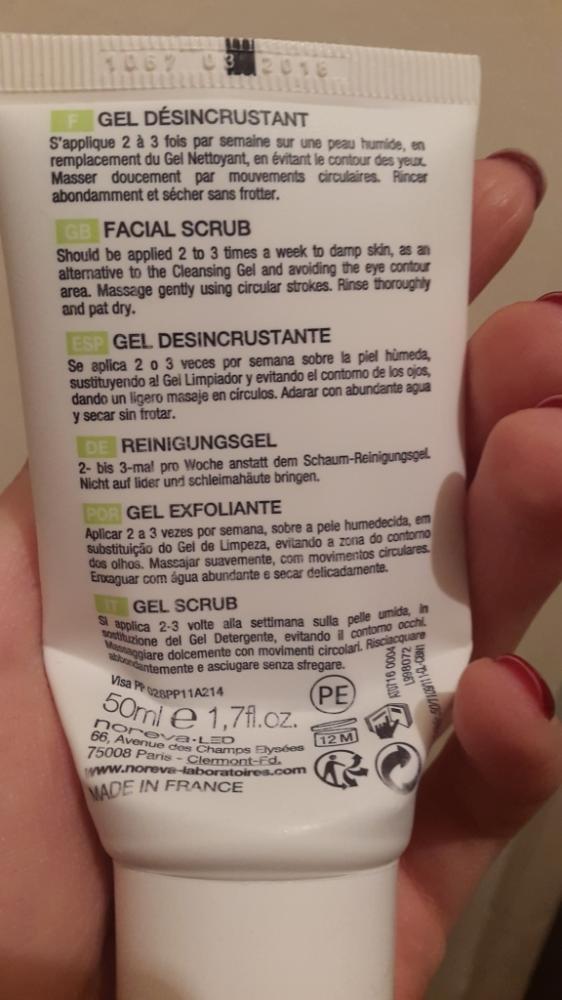 1067 03 2016
F GEL DÉSINCRUSTANT
S'applique 2 à 3 fois par semaine sur une peau humide, en
remplacement du Gel Nettoyant, en évitant le contour des yeux.
Masser doucement par mouvements circulaires. Rincer
abondamment et sécher sans frotter.
GB FACIAL SCRUB
Should be applied 2 to 3 times a week to damp skin, as an
alternative to the Cleansing Gel and avoiding the eye contour
area. Massage gently using circular strokes. Rinse thoroughly
and pat dry.
ESP GEL DESINCRUSTANTE
Se aplica 2 o 3 veces por semana sobre la piel hùmeda,
sustituyendo al Gel Limpiador y evitando el contorno de los ojos,
dando un ligero masaje en círculos. Adarar con abundante agua
y secar sin frotar.
DE REINIGUNGSGEL
2- bis 3-mal pro Woche anstatt dem Schaum-Reinigungsgel.
Nicht auf lider und schleimahäute bringen.
POR GEL EXFOLIANTE
Aplicar 2 a 3 vezes por semana, sobre a pele humedecida, em
substituição do Gel de Limpeza, evitando a zona do contorno
dos olhos. Massajar suavemente, com movimentos circulares.
Enxaguar com água abundante e secar delicadamente.
IT GEL SCRUB
Si applica 2-3 volte alla settimana sulla pelle umida, in
sostituzione del Gel Detergente, evitando il contorno occhi.
Massaggiare dolcemente con movimenti circolari. Risciacquare
abbondantemente e asciugare senza sfregare.
Visa PP 028PP11A214
50ml e 1,7fl.oz.
noreva-LED
66, Avenue des Champs Elysées
75008 Paris - Clermont-Fd.
www.noreva-laboratoires.com
MADE IN FRANCE
PE
12 M
L998072